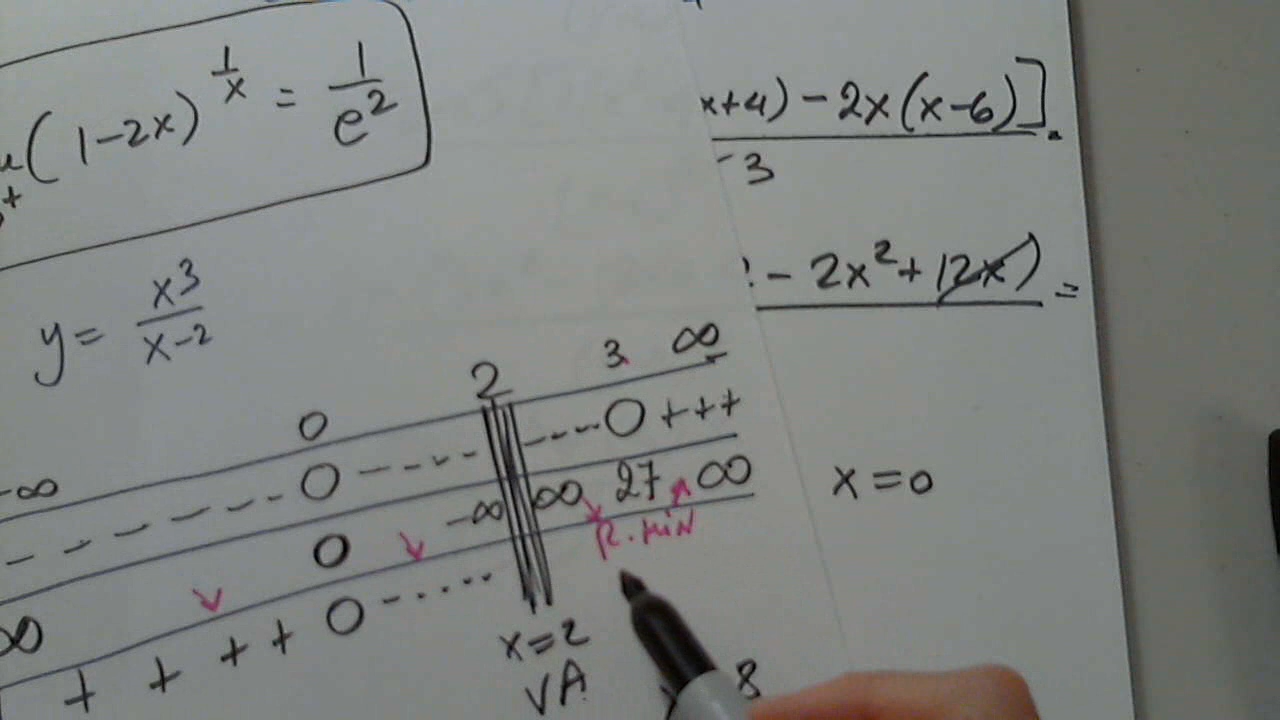 (1-2x)^(1/x) = 1/e^2
x+4) - 2x(x-6)].
-3
- 2x^2 + 12x) =
y = x^3/(x-2)
-∞ 0 2 3 ∞
- - - - - - - 0 - - - - - - - - - 0 + + +
0 -∞ ∞ 27 ∞
R. MIN
∞ + + + + 0 - - - - - -
x = 0
x=2
VA
8